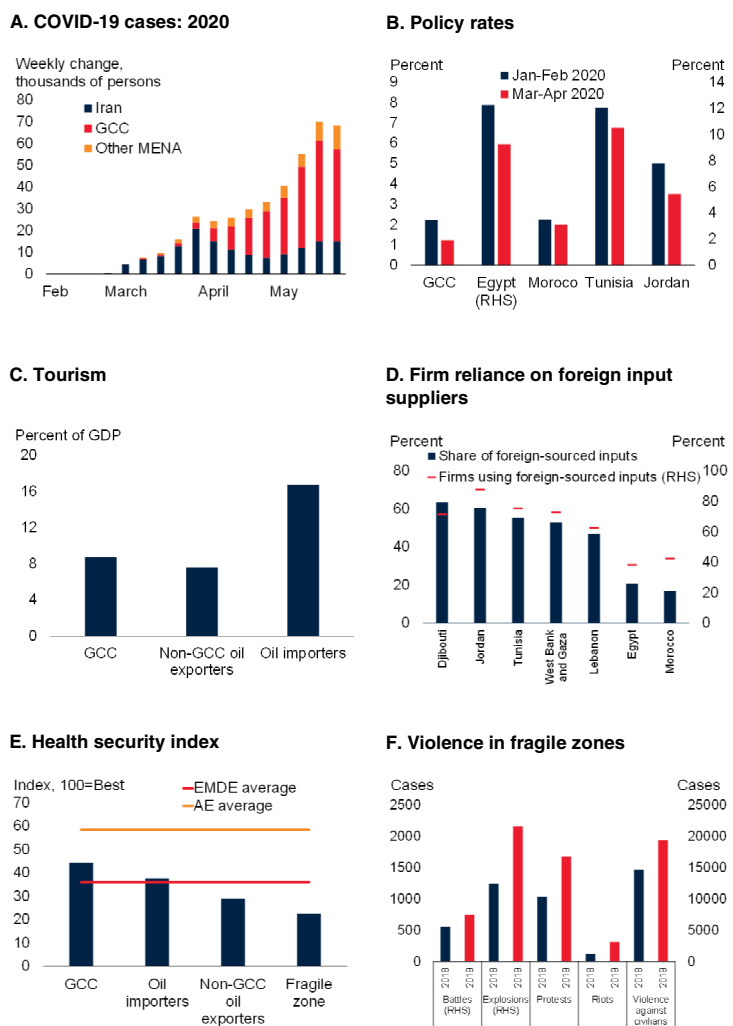 A. COVID-19 cases: 2020
Weekly change,
thousands of persons
80
70
60
50
40
30
20
10
0
Iran
GCC
Other MENA
Feb March April May
B. Policy rates
Percent Percent
9
8
7
6
5
4
3
2
1
0
Jan-Feb 2020
Mar-Apr 2020
14
12
10
8
6
4
2
0
GCC Egypt Moroco Tunisia Jordan
(RHS)
C. Tourism
Percent of GDP
20
16
12
8
4
0
GCC Non-GCC oil Oil importers
exporters
D. Firm reliance on foreign input
suppliers
Percent Percent
Share of foreign-sourced inputs
Firms using foreign-sourced inputs (RHS)
80
60
40
20
0
100
80
60
40
20
0
Djibouti
Jordan
Tunisia
West Bank
and Gaza
Lebanon
Egypt
Morocco
E. Health security index
Index, 100=Best
70
60
50
40
30
20
10
0
EMDE average
AE average
GCC Oil Non-GCC Fragile
importers oil zone
exporters
F. Violence in fragile zones
Cases Cases
2500
2000
1500
1000
500
0
25000
20000
15000
10000
5000
0
2018 2019 2018 2019 2018 2019 2018 2019 2018 2019
Battles Explosions Protests Riots Violence
(RHS) (RHS) against
civilians